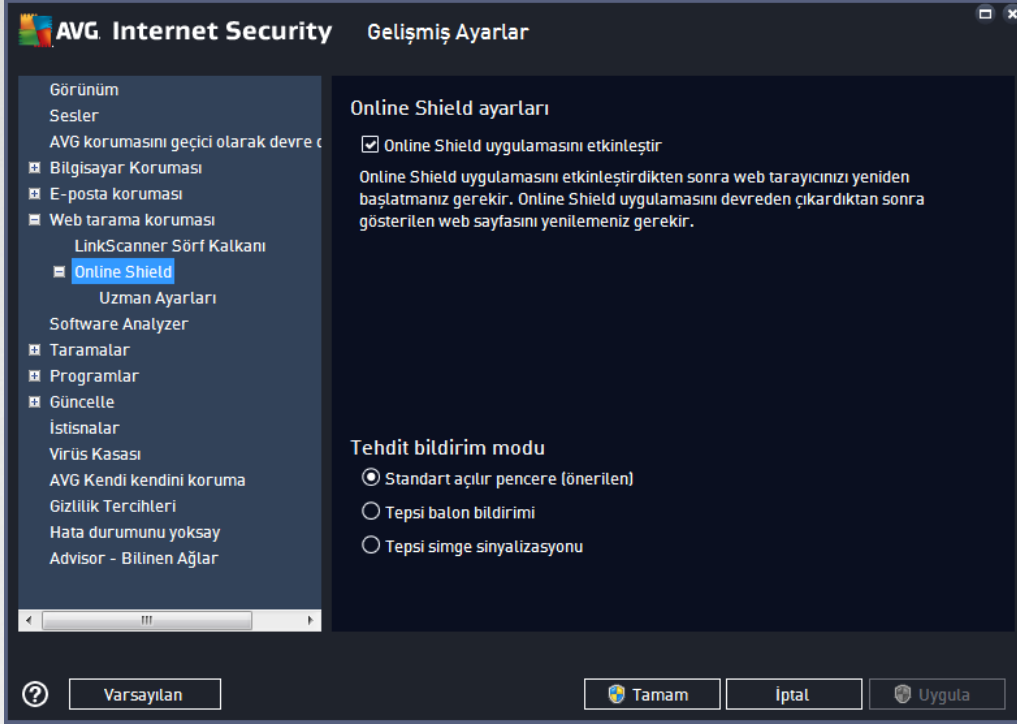 AVG. Internet Security Gelişmiş Ayarlar
Görünüm
Sesler
AVG korumasını geçici olarak devre
Bilgisayar Koruması
E-posta koruması
Web tarama koruması
LinkScanner Sörf Kalkanı
Online Shield
Uzman Ayarları
Software Analyzer
Taramalar
Programlar
Güncelle
İstisnalar
Virüs Kasası
AVG Kendi kendini koruma
Gizlilik Tercihleri
Hata durumunu yoksay
Advisor - Bilinen Ağlar
Online Shield ayarları
Online Shield uygulamasını etkinleştir
Online Shield uygulamasını etkinleştirdikten sonra web tarayıcınızı yeniden
başlatmanız gerekir. Online Shield uygulamasını devreden çıkardıktan sonra
gösterilen web sayfasını yenilemeniz gerekir.
Tehdit bildirim modu
Standart açılır pencere (önerilen)
Tepsi balon bildirimi
Tepsi simge sinyalizasyonu
? Varsayılan Tamam İptal Uygula